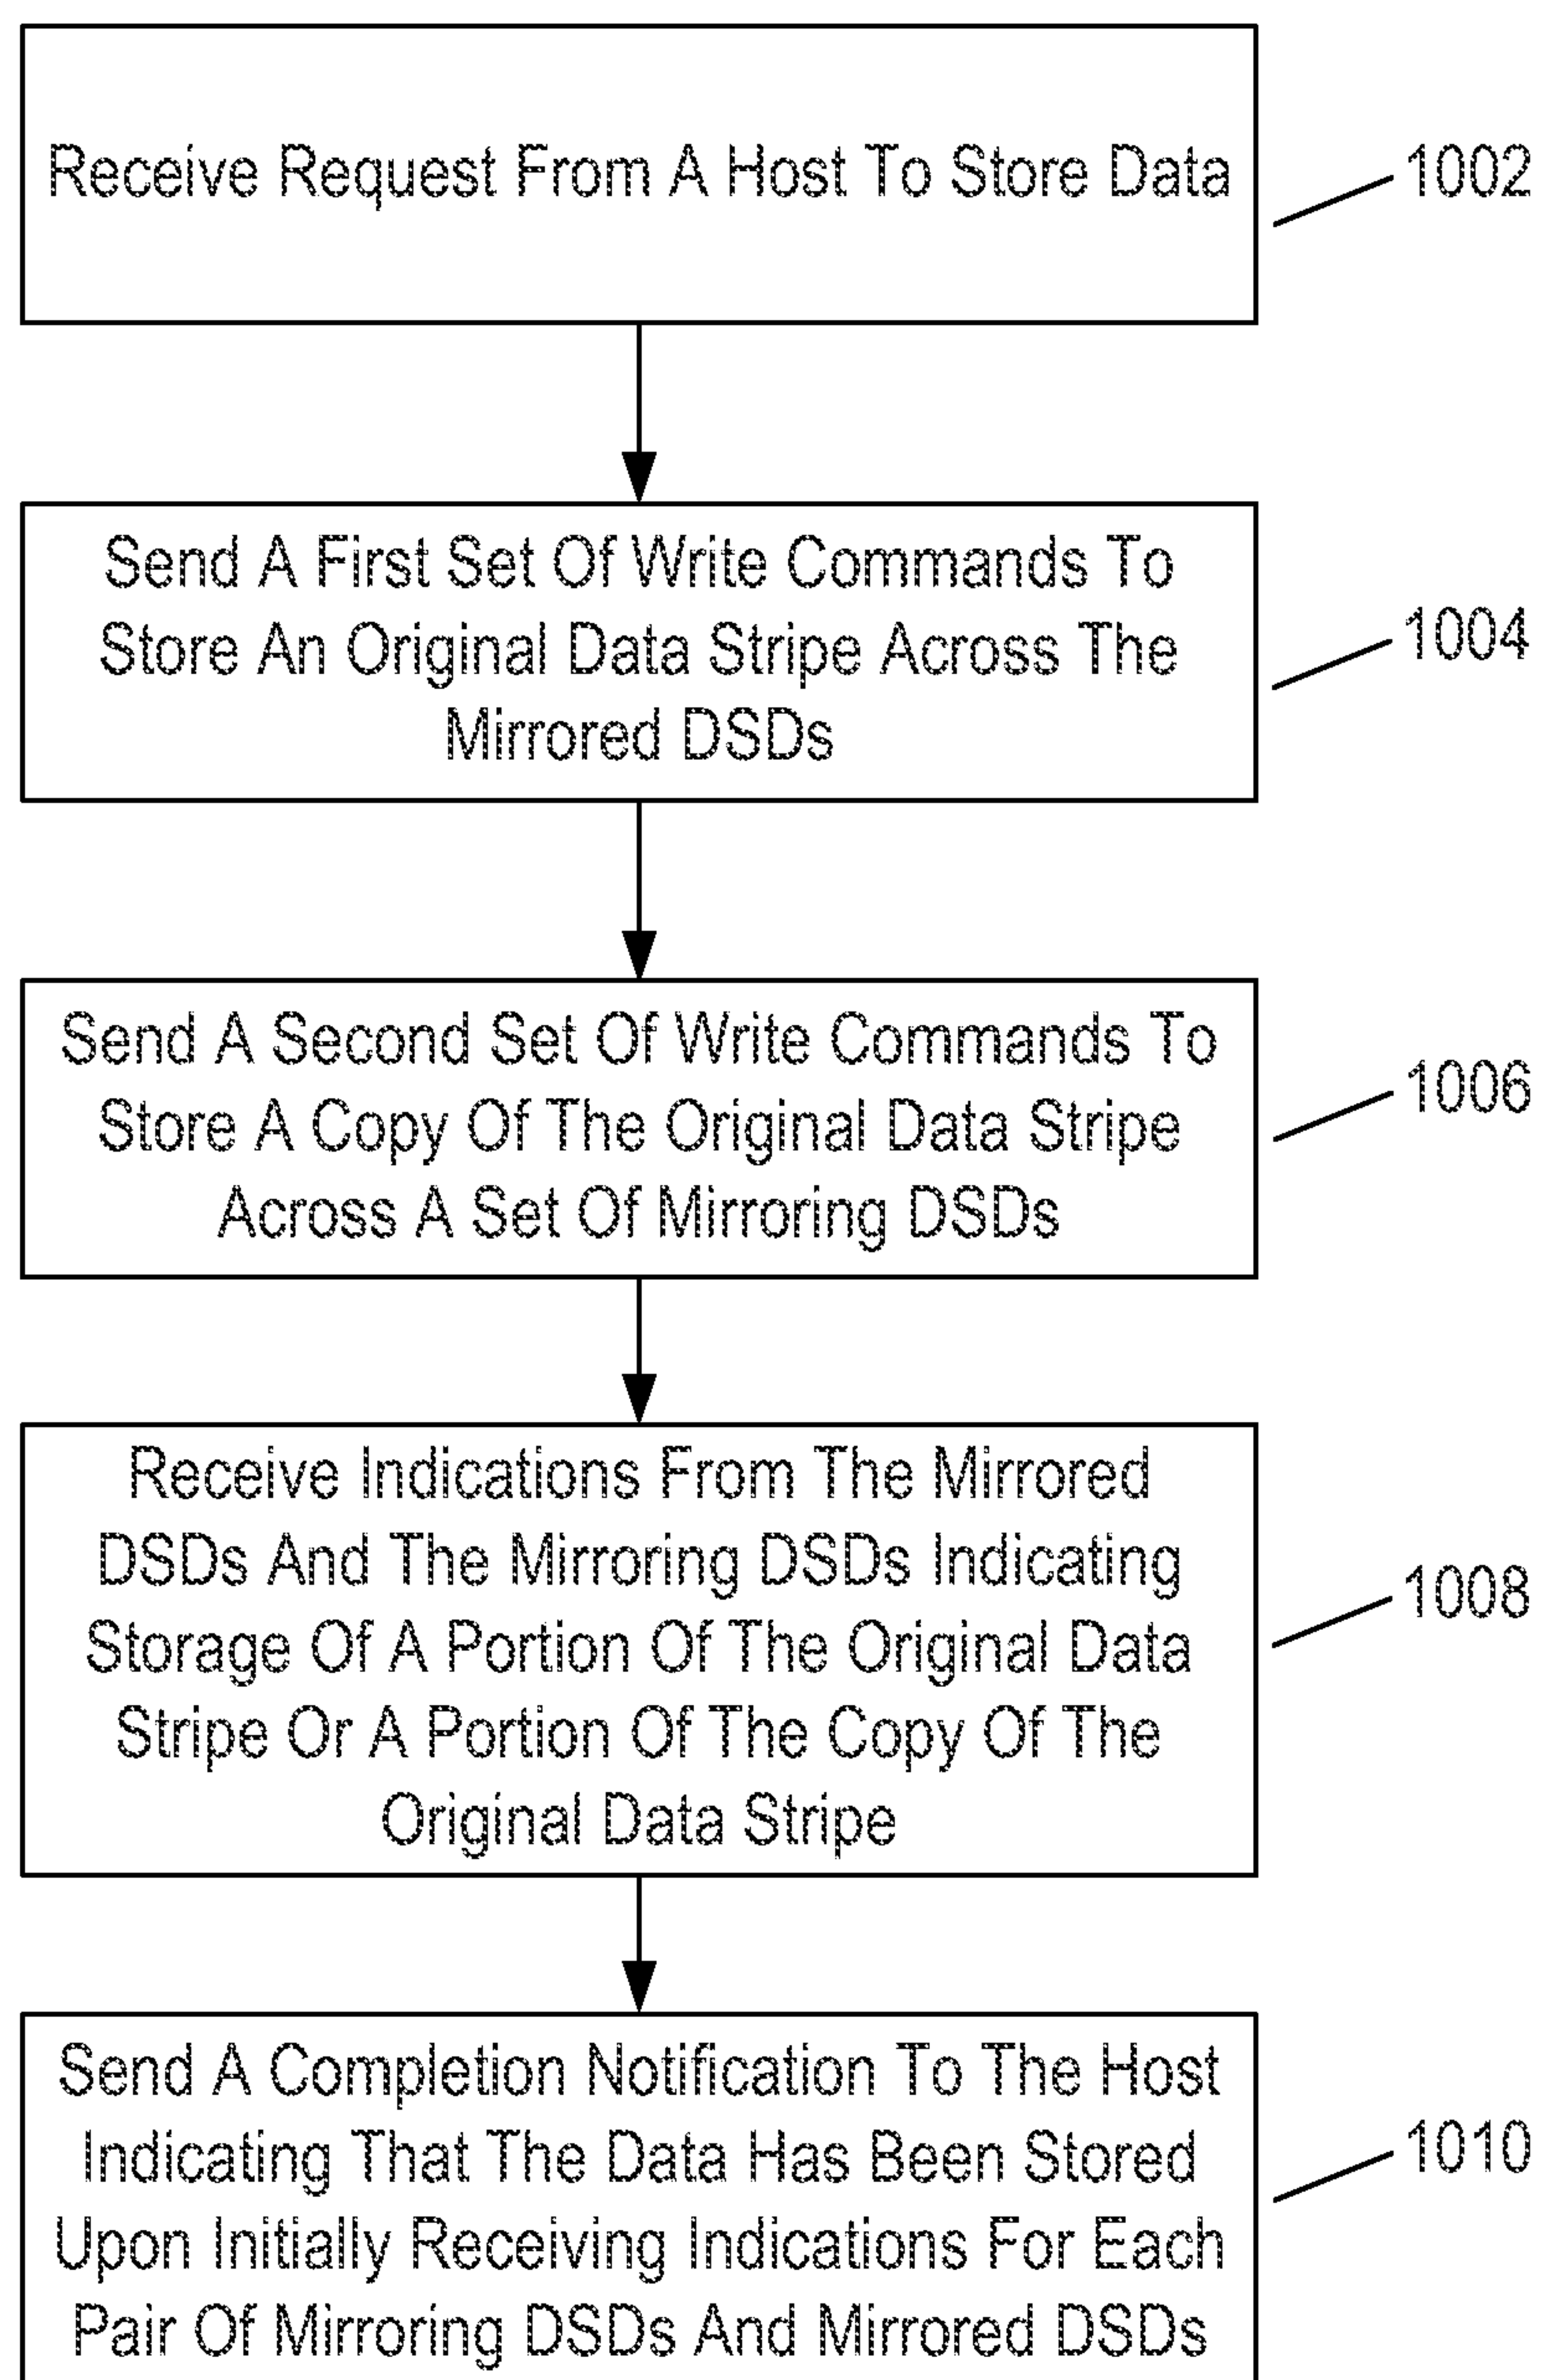 Receive Request From A Host To Store Data
1002
Send A First Set Of Write Commands To
Store An Original Data Stripe Across The
Mirrored DSDs
1004
Send A Second Set Of Write Commands To
Store A Copy Of The Original Data Stripe
Across A Set Of Mirroring DSDs
1006
Receive Indications From The Mirrored
DSDs And The Mirroring DSDs Indicating
Storage Of A Portion Of The Original Data
Stripe Or A Portion Of The Copy Of The
Original Data Stripe
1008
Send A Completion Notification To The Host
Indicating That The Data Has Been Stored
Upon Initially Receiving Indications For Each
Pair Of Mirroring DSDs And Mirrored DSDs
1010